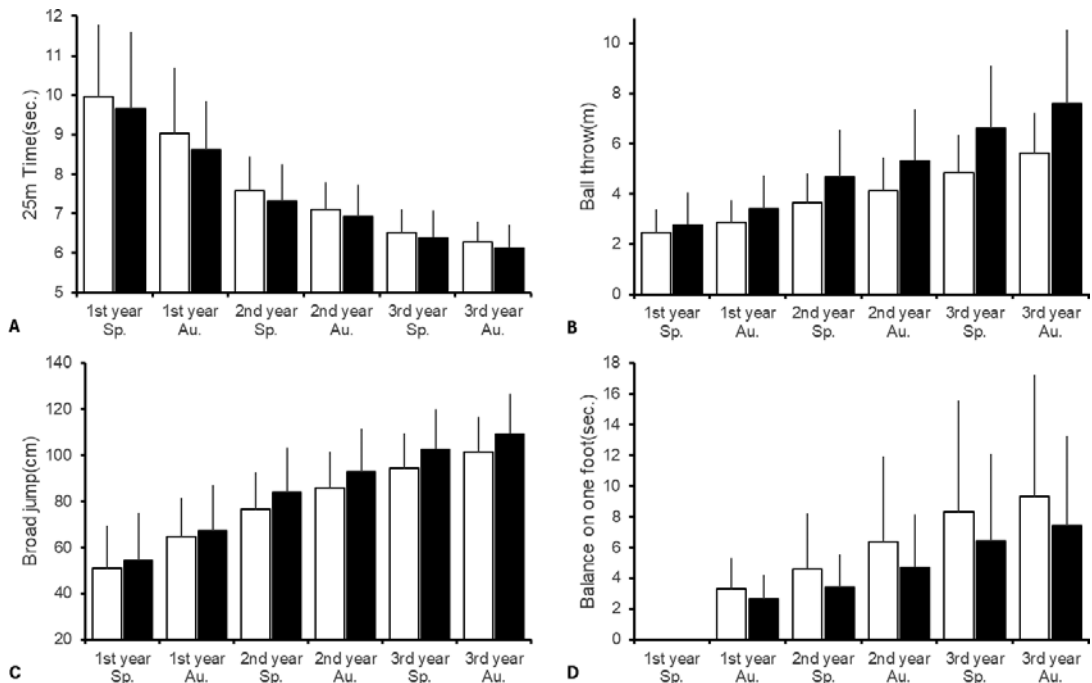 25m Time(sec.)
12
11
10
9
8
7
6
5
1st year 1st year 2nd year 2nd year 3rd year 3rd year
Sp. Au. Sp. Au. Sp. Au.
A
Ball throw(m)
10
8
6
4
2
0
1st year 1st year 2nd year 2nd year 3rd year 3rd year
Sp. Au. Sp. Au. Sp. Au.
B
Broad jump(cm)
140
120
100
80
60
40
20
1st year 1st year 2nd year 2nd year 3rd year 3rd year
Sp. Au. Sp. Au. Sp. Au.
C
Balance on one foot(sec.)
18
16
14
12
10
8
6
4
2
0
1st year 1st year 2nd year 2nd year 3rd year 3rd year
Sp. Au. Sp. Au. Sp. Au.
D